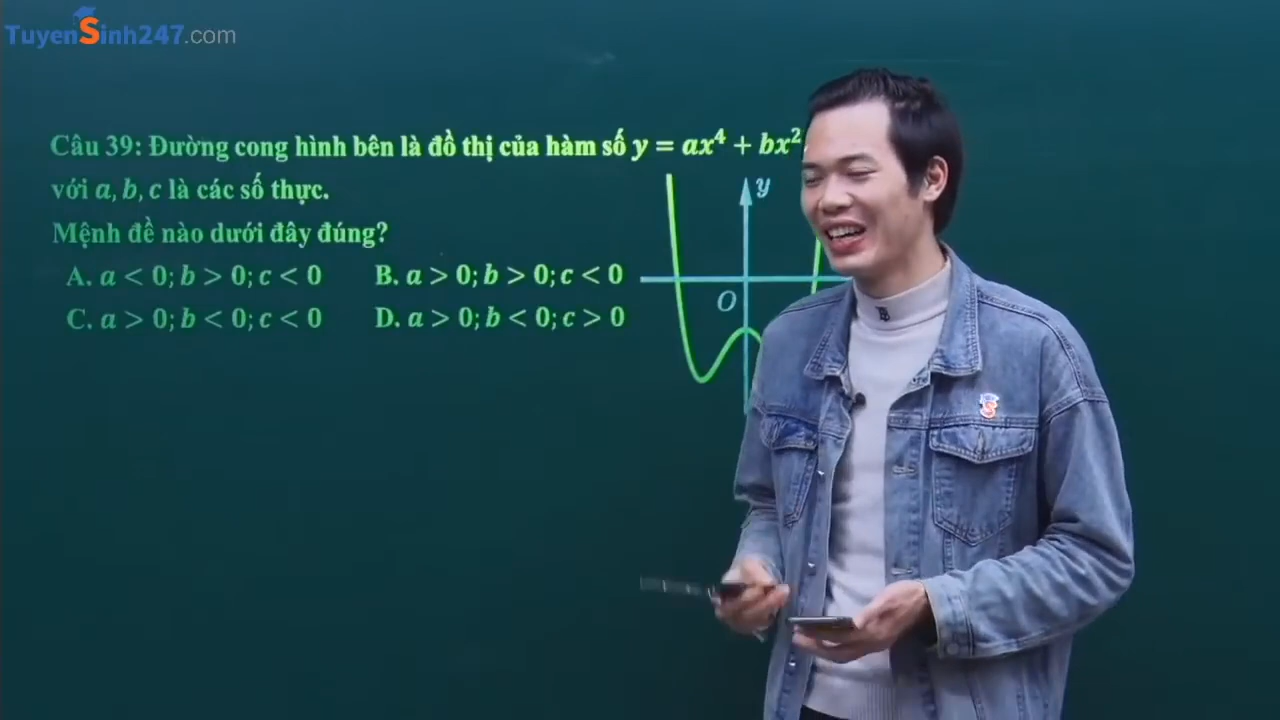 TuyenSinh247.com
Câu 39: Đường cong hình bên là đồ thị của hàm số y = ax⁴ + bx²
với a, b, c là các số thực.
Mệnh đề nào dưới đây đúng?
A. a < 0; b > 0; c < 0 B. a > 0; b > 0; c < 0
C. a > 0; b < 0; c < 0 D. a > 0; b < 0; c > 0
y
O